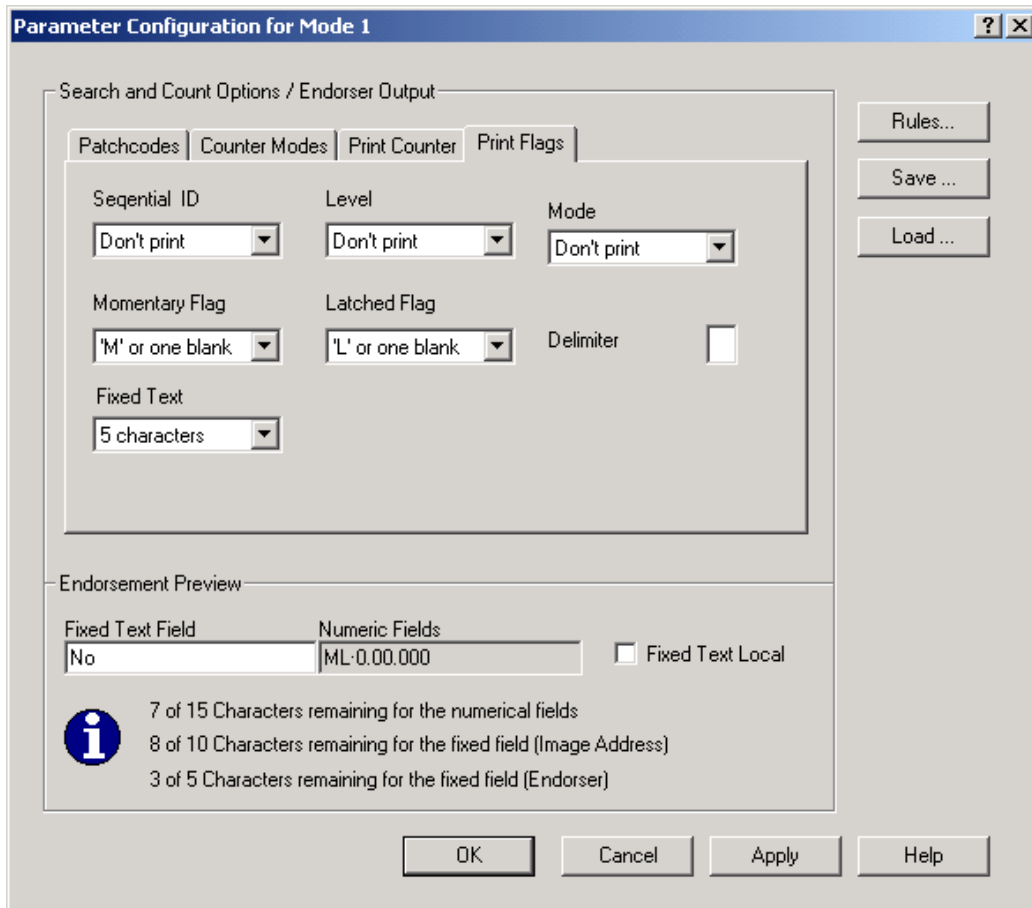 Parameter Configuration for Mode 1
Search and Count Options / Endorser Output
Patchcodes Counter Modes Print Counter Print Flags
Rules...
Save ...
Load ...
Seqential ID Level Mode
Don't print Don't print Don't print
Momentary Flag Latched Flag Delimiter
'M' or one blank 'L' or one blank
Fixed Text
5 characters
Endorsement Preview
Fixed Text Field Numeric Fields
No ML·0.00.000 Fixed Text Local
7 of 15 Characters remaining for the numerical fields
8 of 10 Characters remaining for the fixed field (Image Address)
3 of 5 Characters remaining for the fixed field (Endorser)
OK Cancel Apply Help